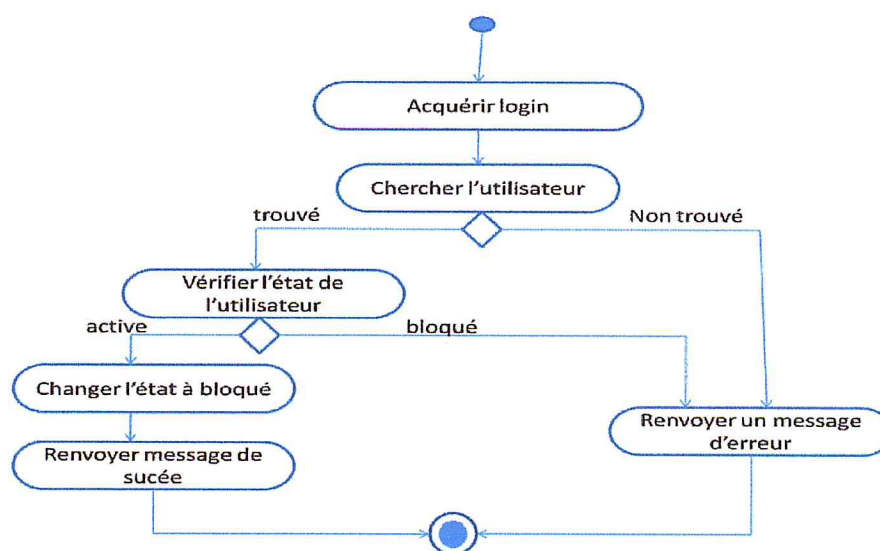 Acquérir login
Chercher l'utilisateur
trouvé
Non trouvé
Vérifier l'état de
l'utilisateur
active
bloqué
Changer l'état à bloqué
Renvoyer un message
d'erreur
Renvoyer message de
sucée